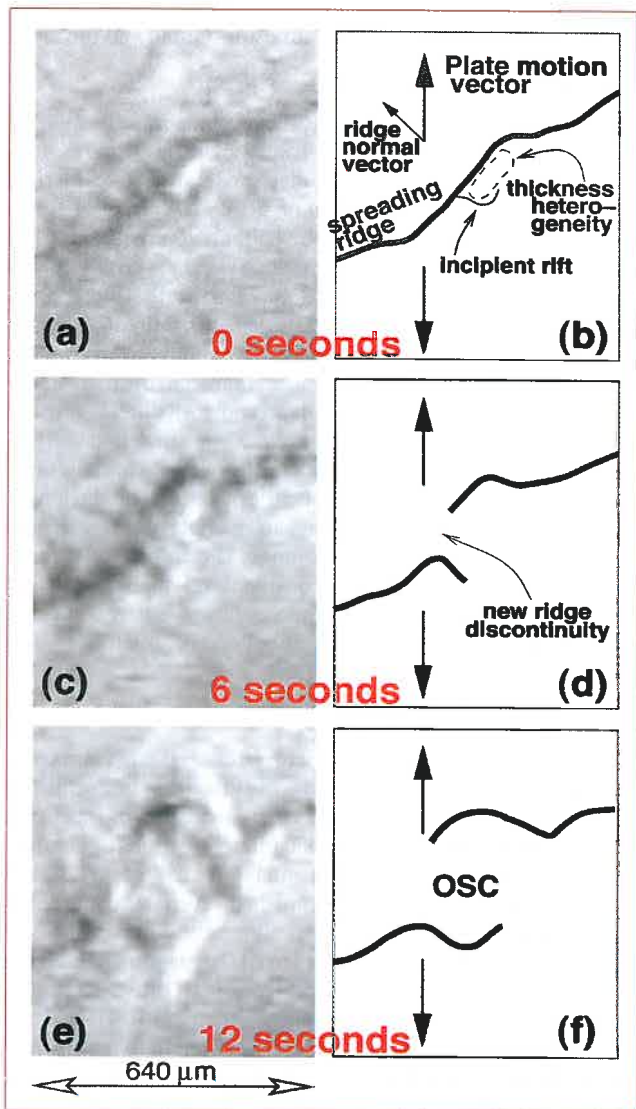 Plate motion
vector
ridge
normal
vector
spreading
ridge
thickness
hetero-
geneity
incipient rift
(a)
0 seconds
(b)
new ridge
discontinuity
(c)
6 seconds
(d)
OSC
(e)
12 seconds
(f)
640 µm